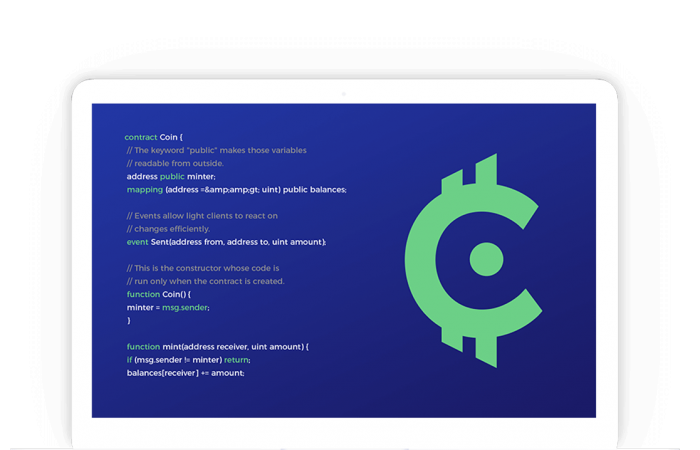 contract Coin {
// The keyword "public" makes those variables
// readable from outside.
address public minter;
mapping (address =&amp;amp;gt; uint) public balances;
// Events allow light clients to react on
// changes efficiently.
event Sent(address from, address to, uint amount);
// This is the constructor whose code is
// run only when the contract is created.
function Coin() {
minter = msg.sender;
}
function mint(address receiver, uint amount) {
if (msg.sender != minter) return;
balances[receiver] += amount;